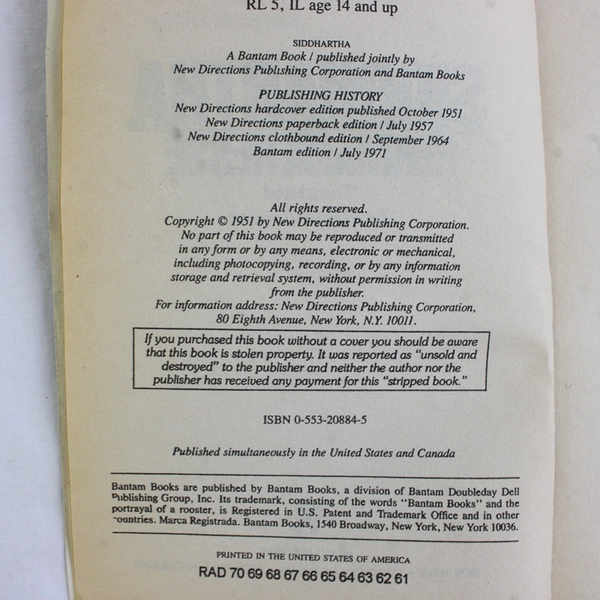 RL 5, IL age 14 and up
SIDDHARTHA
A Bantam Book / published jointly by
New Directions Publishing Corporation and Bantam Books
PUBLISHING HISTORY
New Directions hardcover edition published October 1951
New Directions paperback edition / July 1957
New Directions clothbound edition / September 1964
Bantam edition / July 1971
All rights reserved.
Copyright © 1951 by New Directions Publishing Corporation.
No part of this book may be reproduced or transmitted
in any form or by any means, electronic or mechanical,
including photocopying, recording, or by any information
storage and retrieval system, without permission in writing
from the publisher.
For information address: New Directions Publishing Corporation,
80 Eighth Avenue, New York, N.Y. 10011.
If you purchased this book without a cover you should be aware
that this book is stolen property. It was reported as "unsold and
destroyed" to the publisher and neither the author nor the
publisher has received any payment for this "stripped book."
ISBN 0-553-20884-5
Published simultaneously in the United States and Canada
Bantam Books are published by Bantam Books, a division of Bantam Doubleday Dell
Publishing Group, Inc. Its trademark, consisting of the words "Bantam Books" and the
portrayal of a rooster, is Registered in U.S. Patent and Trademark Office and in other
countries. Marca Registrada. Bantam Books, 1540 Broadway, New York, New York 10036.
PRINTED IN THE UNITED STATES OF AMERICA
RAD 70 69 68 67 66 65 64 63 62 61